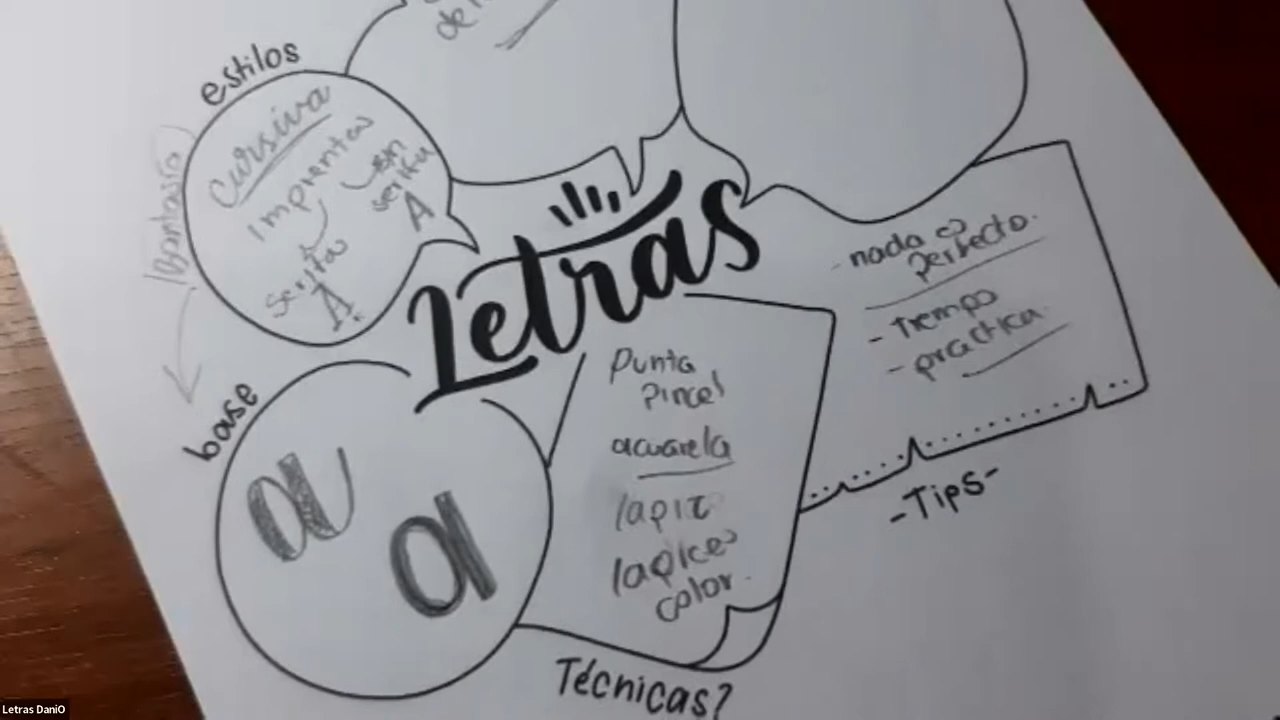 estilos
cursiva
imprenta
sin
serifa
A
serifa
A.
fantasía
Letras
base
a
a
Punta
Pincel
acuarela
lapiz
lapices
color.
Técnicas?
- nada es
perfecto.
- Tiempo
- practica.
-Tips-
Letras DaniO